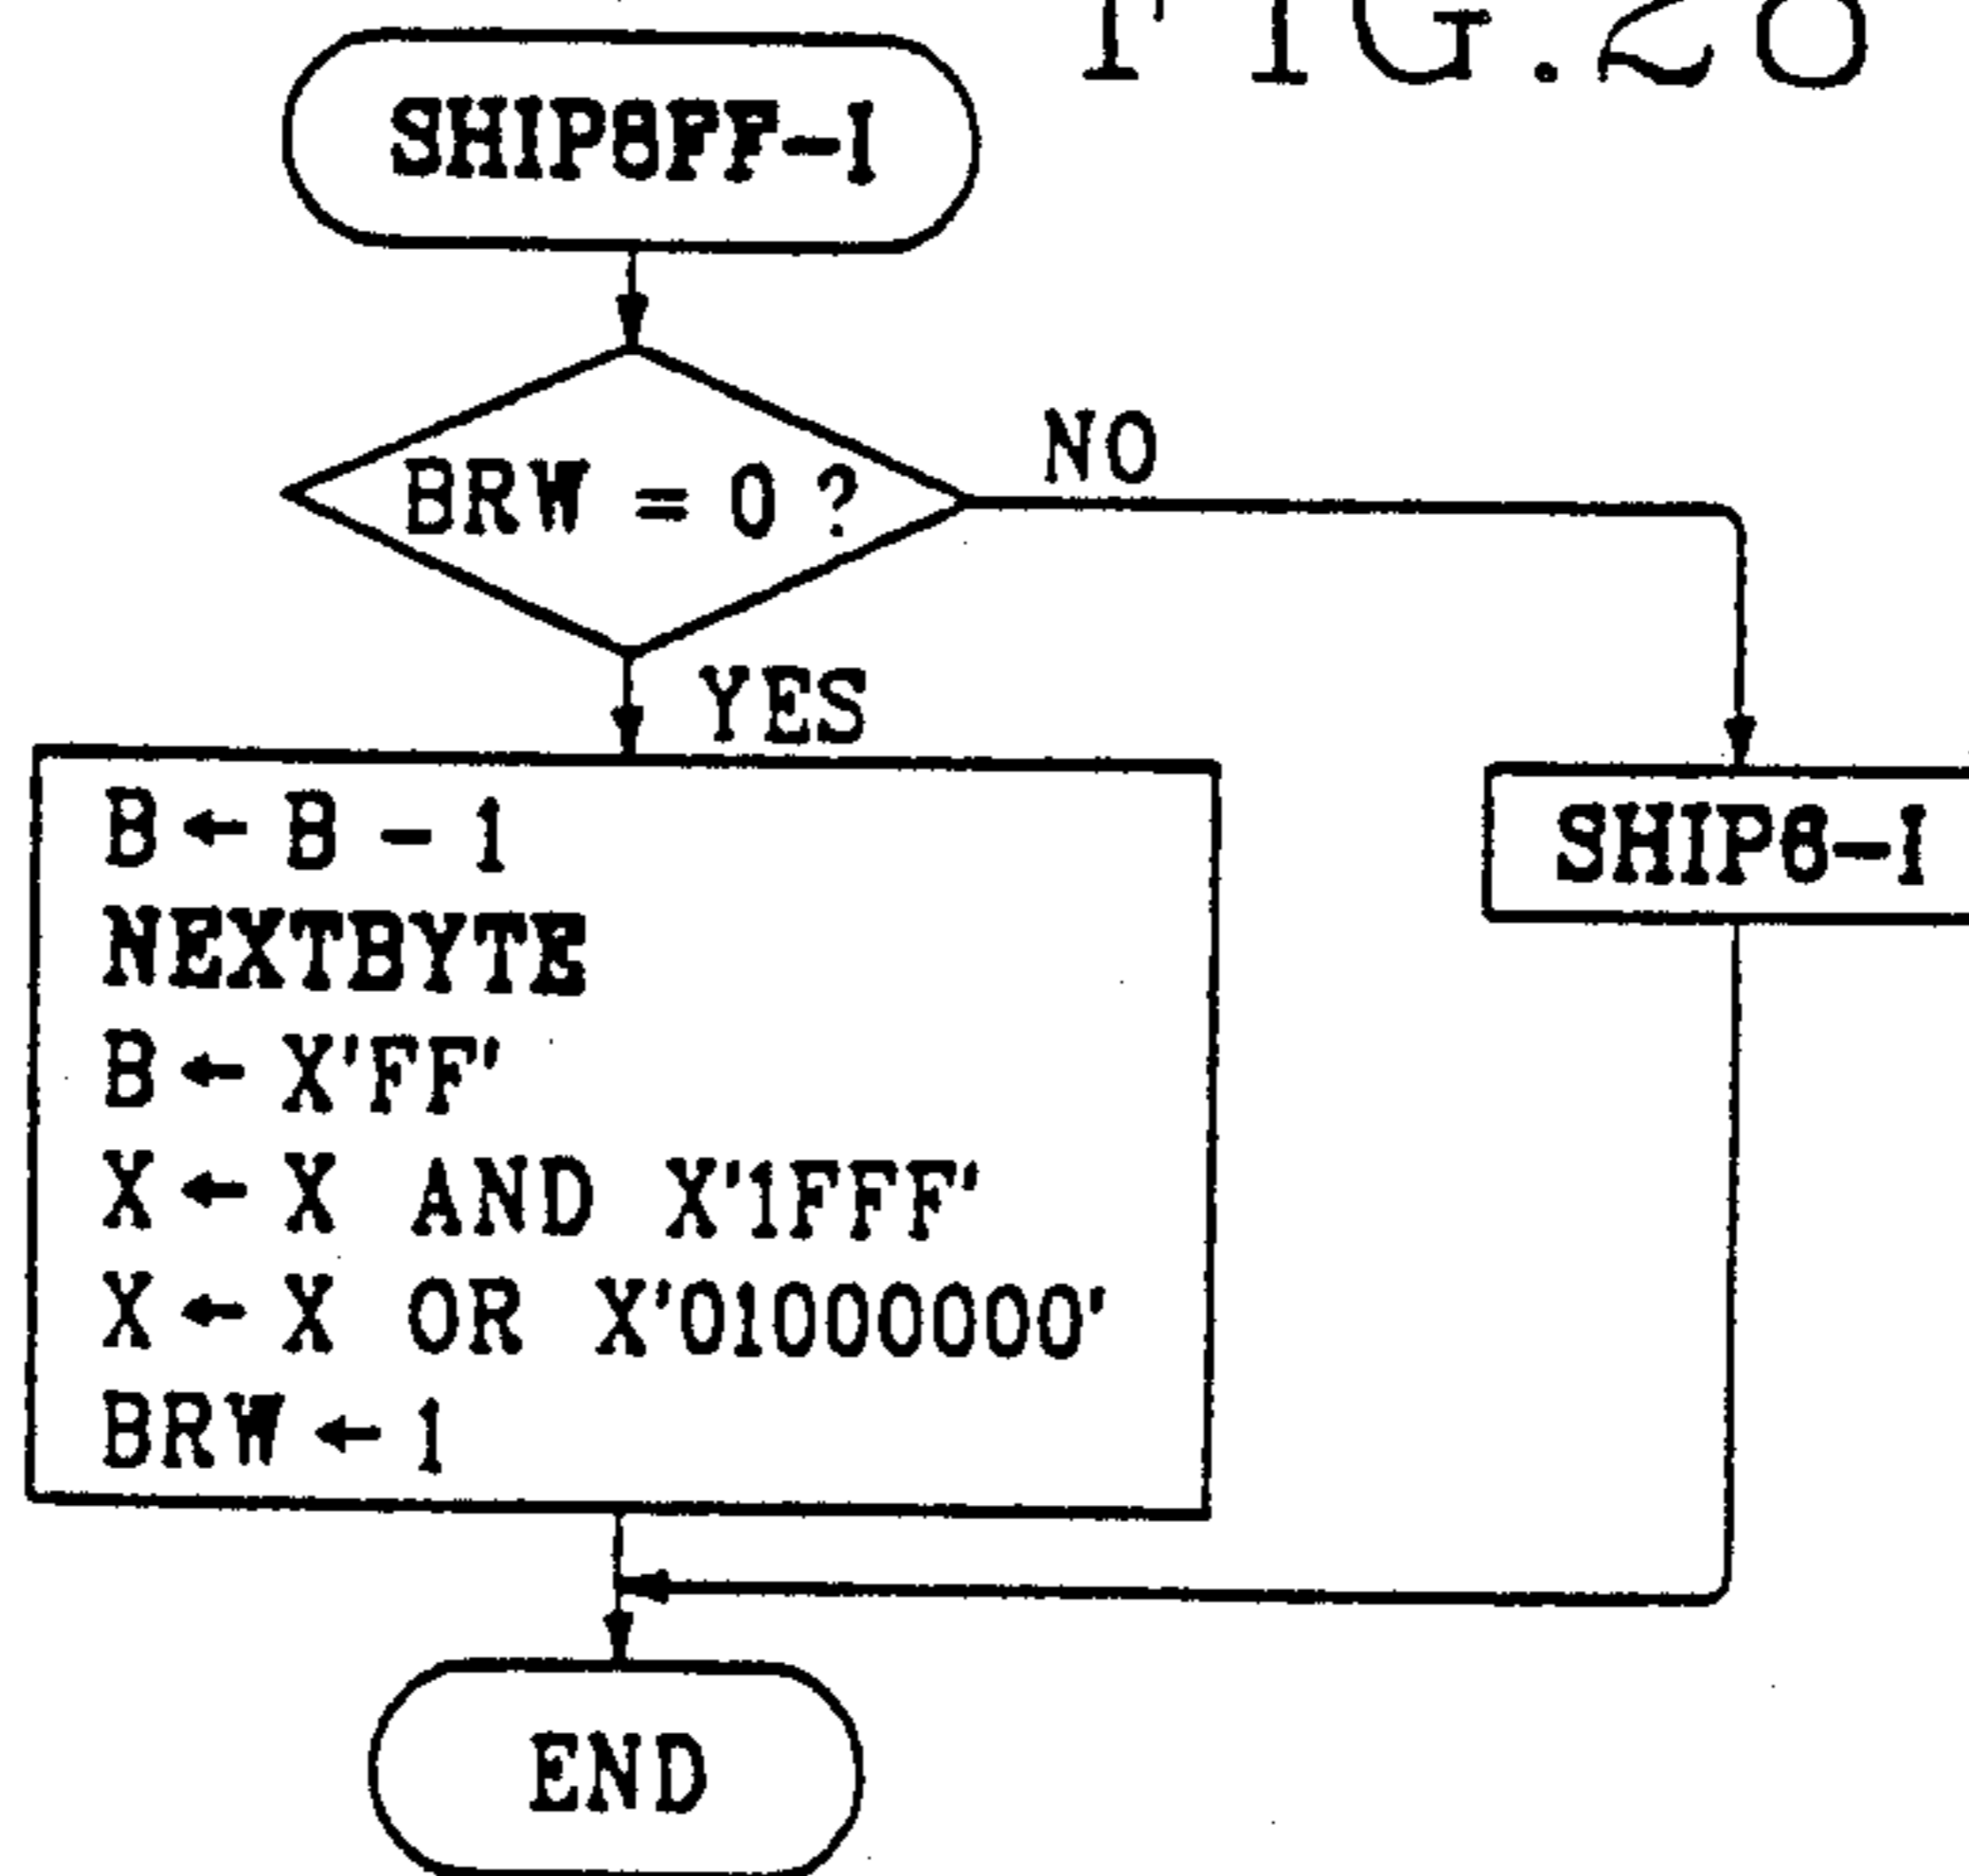 FIG.28
SHIP8FF-I
BRW = 0 ?
NO
YES
B ← B - 1
NEXTBYTE
B ← X'FF'
X ← X AND X'1FFF'
X ← X OR X'01000000'
BRW ← 1
SHIP8-I
END